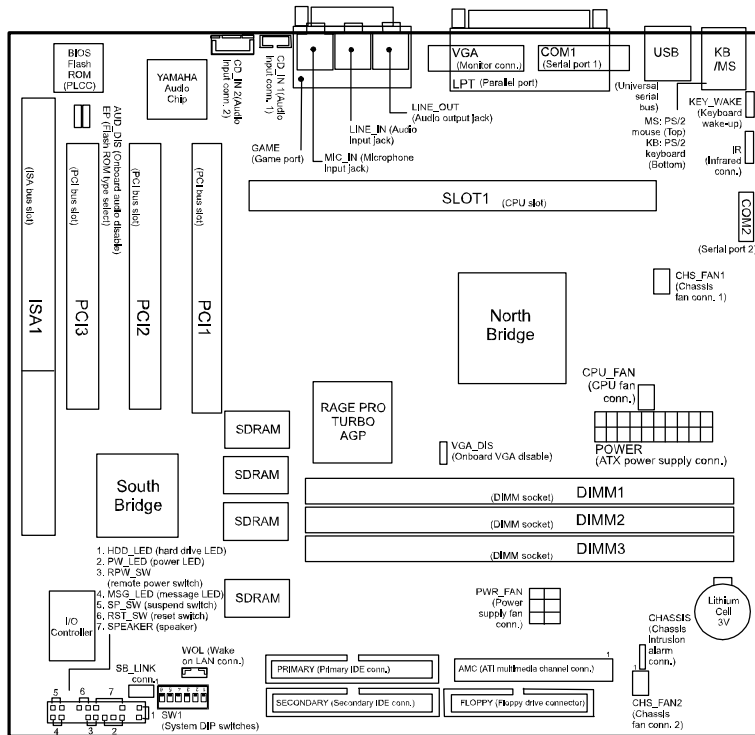 BIOS
Flash
ROM
(PLCC)
YAMAHA
Audio
Chip
CD_IN 2(Audio
Input conn. 2)
CD_IN 1(Audio
Input conn. 1)
VGA
(Monitor conn.)
COM1
(Serial port 1)
LPT (Parallel port)
USB
(Universal
serial
bus)
KB
/MS
KEY_WAKE
(Keyboard
wake-up)
MS: PS/2
mouse (Top)
KB: PS/2
keyboard
(Bottom)
IR
(Infrared
conn.)
COM2
(Serial port 2)
LINE_OUT
(Audio output jack)
LINE_IN (Audio
Input jack)
GAME
(Game port)
MIC_IN (Microphone
Input jack)
AUD_DIS (Onboard audio disable)
EP (Flash ROM type select)
(ISA bus slot)
ISA1
(PCI bus slot)
PCI3
(PCI bus slot)
PCI2
(PCI bus slot)
PCI1
SLOT1 (CPU slot)
CHS_FAN1
(Chassis
fan conn. 1)
North
Bridge
CPU_FAN
(CPU fan
conn.)
RAGE PRO
TURBO
AGP
SDRAM
SDRAM
SDRAM
SDRAM
VGA_DIS
(Onboard VGA disable)
POWER
(ATX power supply conn.)
South
Bridge
(DIMM socket) DIMM1
(DIMM socket) DIMM2
(DIMM socket) DIMM3
1. HDD_LED (hard drive LED)
2. PW_LED (power LED)
3. RPW_SW
(remote power switch)
4. MSG_LED (message LED)
5. SP_SW (suspend switch)
6. RST_SW (reset switch)
7. SPEAKER (speaker)
I/O
Controller
PWR_FAN
(Power
supply fan
conn.)
Lithium
Cell
3V
CHASSIS
(Chassis
Intrusion
alarm
conn.)
1
WOL (Wake
on LAN conn.)
SB_LINK
conn.
1
PRIMARY (Primary IDE conn.)
AMC (ATI multimedia channel conn.)
1
SECONDARY (Secondary IDE conn.)
FLOPPY (Floppy drive connector)
CHS_FAN2
(Chassis
fan conn. 2)
SW1
(System DIP switches)
5 6 7
1
4 3 2